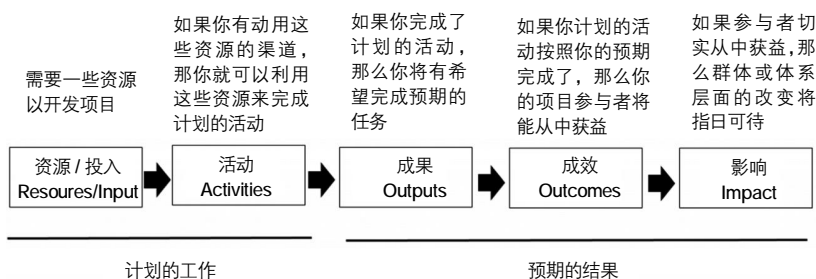 需要一些资源
以开发项目
如果你有动用这
些资源的渠道，
那你就可以利用
这些资源来完成
计划的活动
如果你完成了
计划的活动，
那么你将有希
望完成预期的
任务
如果你计划的活
动按照你的预期
完成了，那么你
的项目参与者将
能从中获益
如果参与者切
实从中获益，那
么群体或体系
层面的改变将
指日可待
资源 / 投入
Resoures/Input
活动
Activities
成果
Outputs
成效
Outcomes
影响
Impact
计划的工作
预期的结果